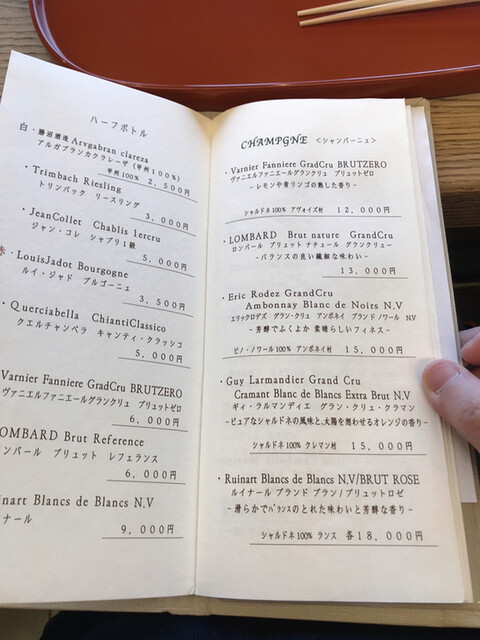 ハーフボトル
白・勝沼酒造 Arvgabran clareza
アルガブランカクラレーザ(甲州100%)
甲州100% 2,500円
・Trimbach Riesling
トリンバック リースリング
3,000円
・JeanCollet Chablis 1ercru
ジャン・コレ シャブリ1級
5,000円
赤・LouisJadot Bourgogne
ルイ・ジャド ブルゴーニュ
3,500円
・Querciabella ChiantiClassico
クエルチャンベラ キャンティ・クラッシコ
5,000円
Varnier Fanniere GradCru BRUTZERO
ヴァニエルファニエールグランクリュ ブリュットゼロ
6,000円
LOMBARD Brut Reference
ンバール ブリュット レフェランス
6,000円
inart Blancs de Blancs N,V
ナール
9,000円
CHAMPGNE <シャンパーニュ>
・Varnier Fanniere GradCru BRUTZERO
ヴァニエルファニエールグランクリュ ブリュットゼロ
-レモンや青リンゴの熟した香り-
シャルドネ100% アヴォイズ村 12,000円
・LOMBARD Brut nature GrandCru
ロンバール ブリュット ナチュール グランクリュー
-バランスの良い繊細な味わい-
13,000円
・Eric Rodez GrandCru
Ambonnay Blanc de Noirs N,V
エリックロデズ グラン・クリュ アンボネイ ブランド ノワール N.V
-芳醇でふくよか 素晴らしいフィネス-
ピノ・ノワール100% アンボネイ村 15,000円
・Guy Larmandier Grand Cru
Cramant Blanc de Blancs Extra Brut N,V
ギィ・ラルマンディエ グラン・クリュ・クラマン
-ピュアなシャルドネの風味と、太陽を想わせるオレンジの香り-
シャルドネ100% クレマン村 15,000円
・Ruinart Blancs de Blancs N,V/BRUT ROSE
ルイナール ブランド ブラン/ブリュットロゼ
-滑らかでバランスのとれた味わいと芳醇な香り-
シャルドネ100% ランス 各18,000円